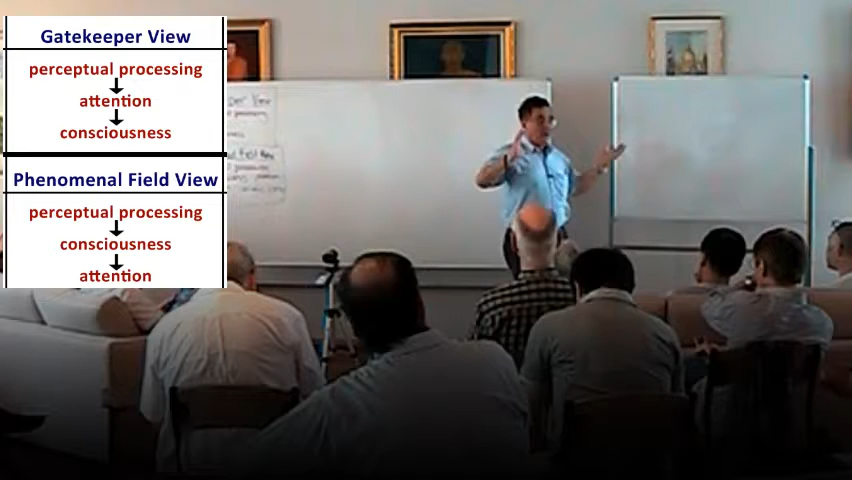 Gatekeeper View
perceptual processing
attention
consciousness
Phenomenal Field View
perceptual processing
consciousness
attention